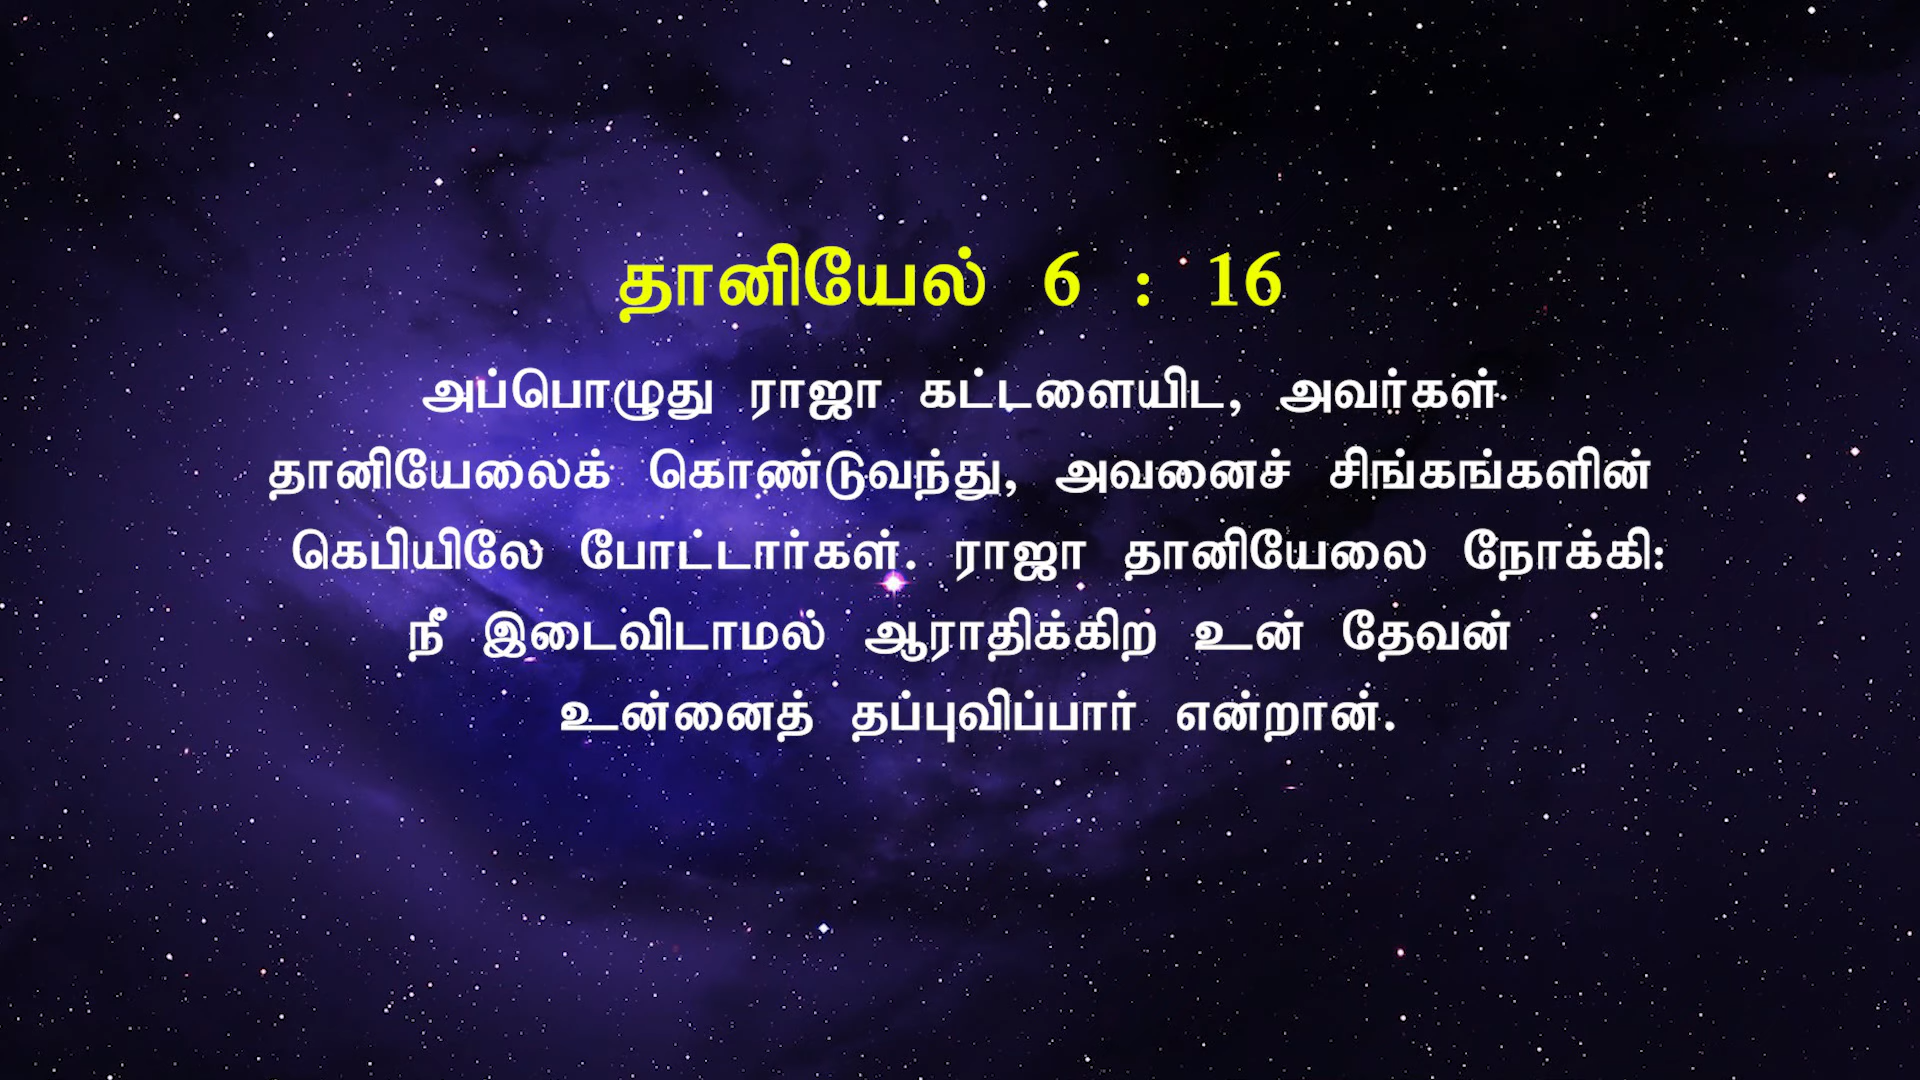 தானியேல் 6 : 16
அப்பொழுது ராஜா கட்டளையிட, அவர்கள்
தானியேலைக் கொண்டுவந்து, அவனைச் சிங்கங்களின்
கெபியிலே போட்டார்கள். ராஜா தானியேலை நோக்கி:
நீ இடைவிடாமல் ஆராதிக்கிற உன் தேவன்
உன்னைத் தப்புவிப்பார் என்றான்.